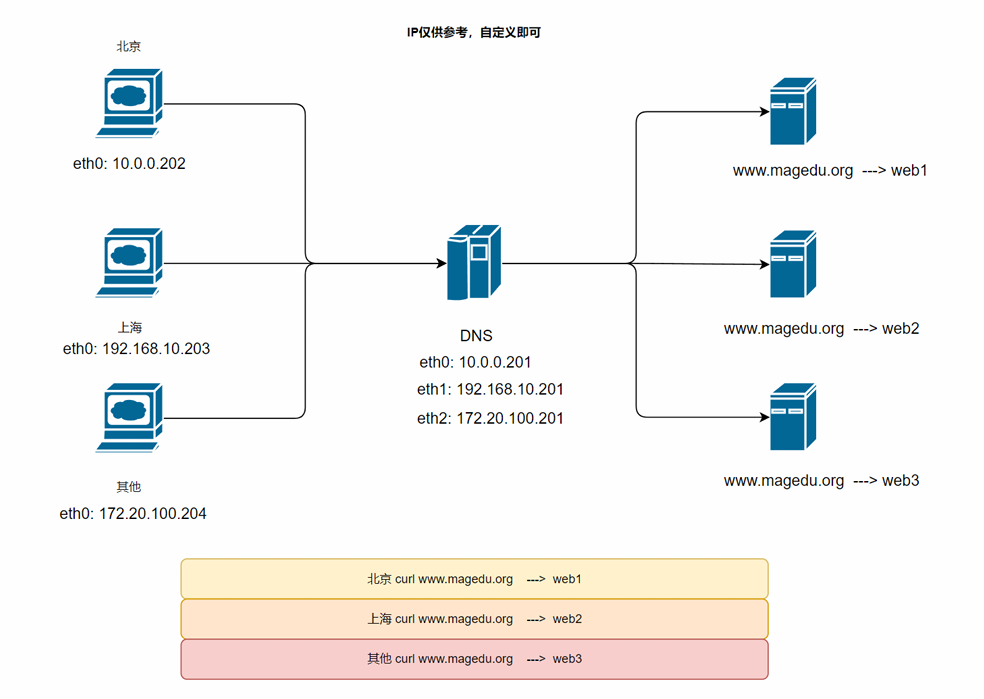 IP仅供参考，自定义即可
北京
eth0: 10.0.0.202
上海
eth0: 192.168.10.203
其他
eth0: 172.20.100.204
DNS
eth0: 10.0.0.201
eth1: 192.168.10.201
eth2: 172.20.100.201
www.magedu.org ---> web1
www.magedu.org ---> web2
www.magedu.org ---> web3
北京 curl www.magedu.org ---> web1
上海 curl www.magedu.org ---> web2
其他 curl www.magedu.org ---> web3